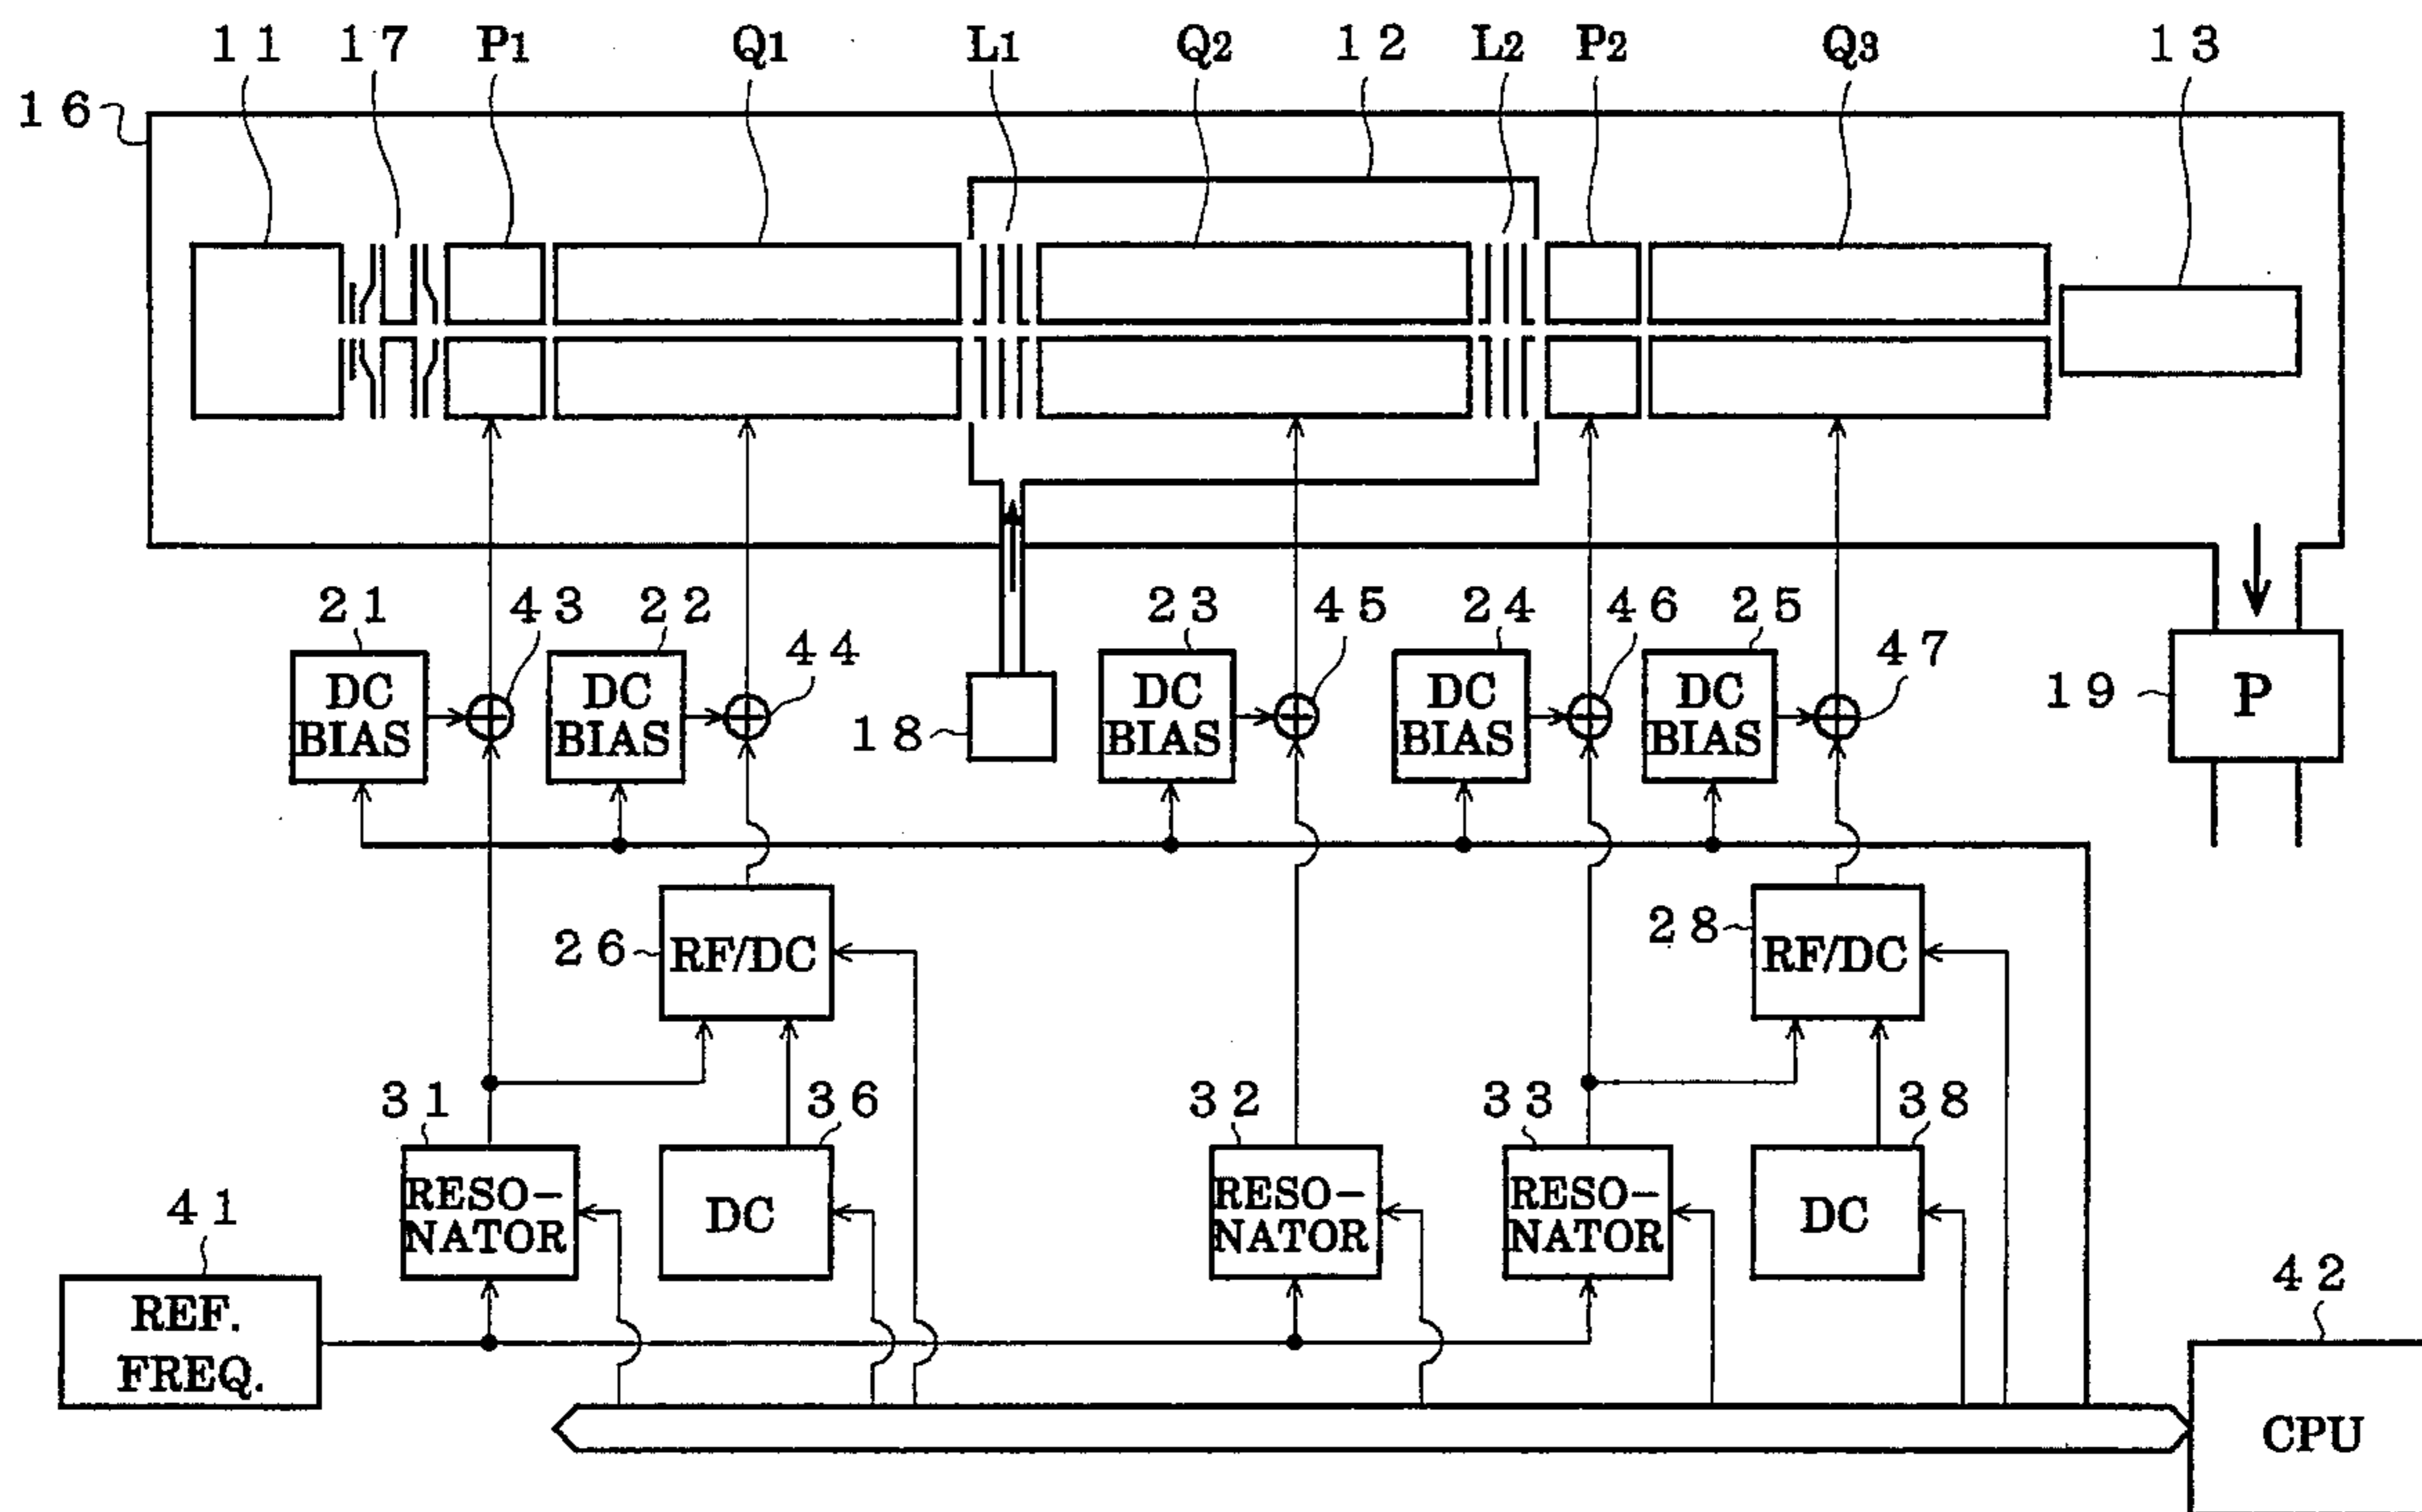 11 17 P1 Q1 L1 Q2 12 L2 P2 Q3 13
16
21 43 22 44 23 45 24 46 25 47
DC BIAS
DC BIAS
DC BIAS
DC BIAS
DC BIAS
18
19 P
26 RF/DC
28 RF/DC
31 36 32 33 38
RESO-
NATOR
DC
RESO-
NATOR
RESO-
NATOR
DC
41
REF.
FREQ.
42
CPU